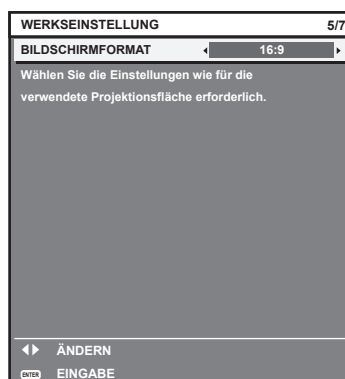 WERKSEINSTELLUNG 5/7
BILDSCHIRMFORMAT 16:9
Wählen Sie die Einstellungen wie für die
verwendete Projektionsfläche erforderlich.
ÄNDERN
ENTER EINGABE